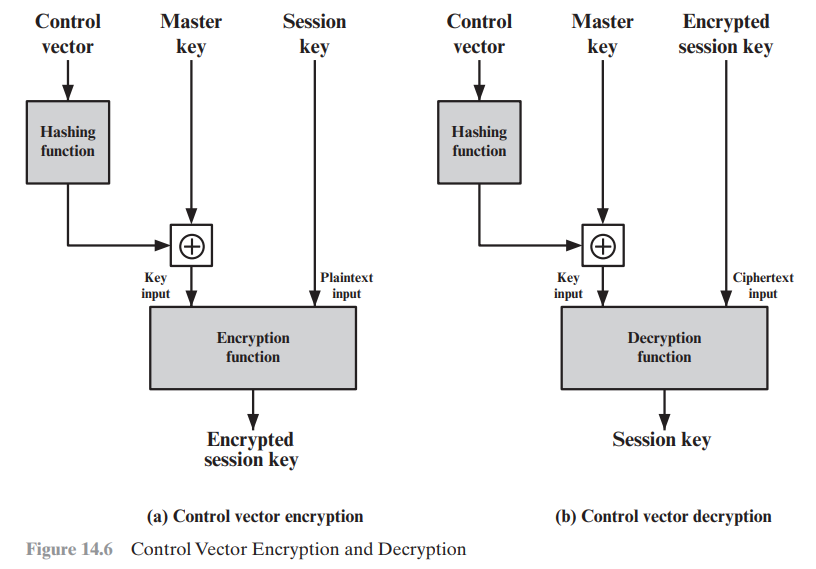 Control
vector
Master
key
Session
key
Hashing
function
Key
input
Plaintext
input
Encryption
function
Encrypted
session key
(a) Control vector encryption
Control
vector
Master
key
Encrypted
session key
Hashing
function
Key
input
Ciphertext
input
Decryption
function
Session key
(b) Control vector decryption
Figure 14.6 Control Vector Encryption and Decryption